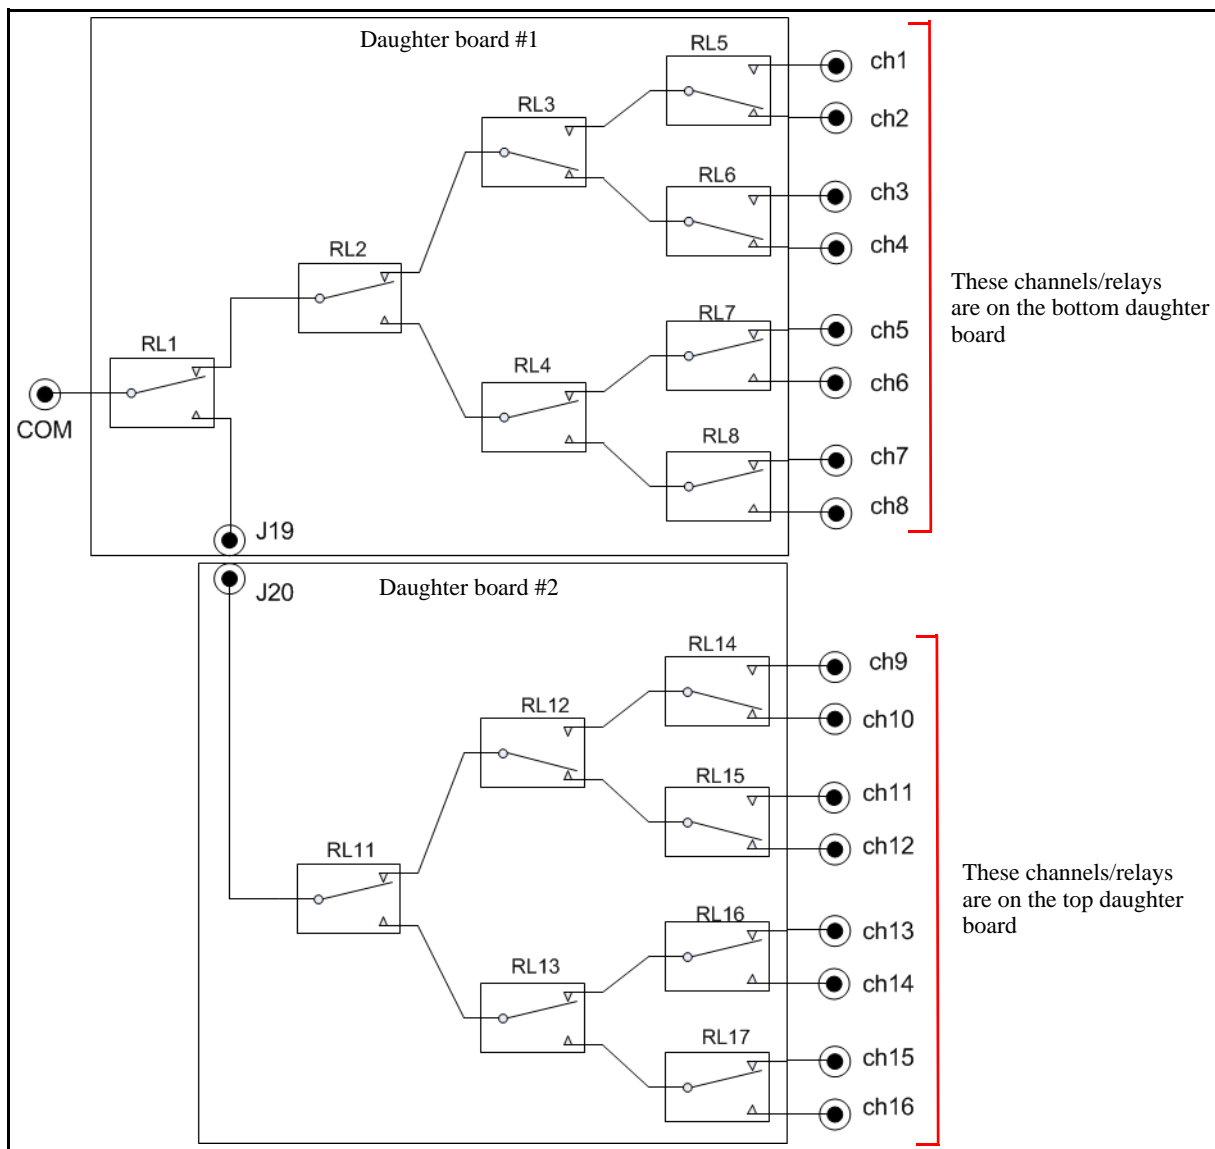 Daughter board #1
RL5
ch1
RL3
ch2
RL6
ch3
ch4
RL2
These channels/relays
are on the bottom daughter
board
RL7
ch5
RL1
RL4
ch6
COM
RL8
ch7
ch8
J19
J20
Daughter board #2
RL14
ch9
RL12
ch10
RL15
ch11
ch12
RL11
These channels/relays
are on the top daughter
board
RL16
ch13
RL13
ch14
RL17
ch15
ch16